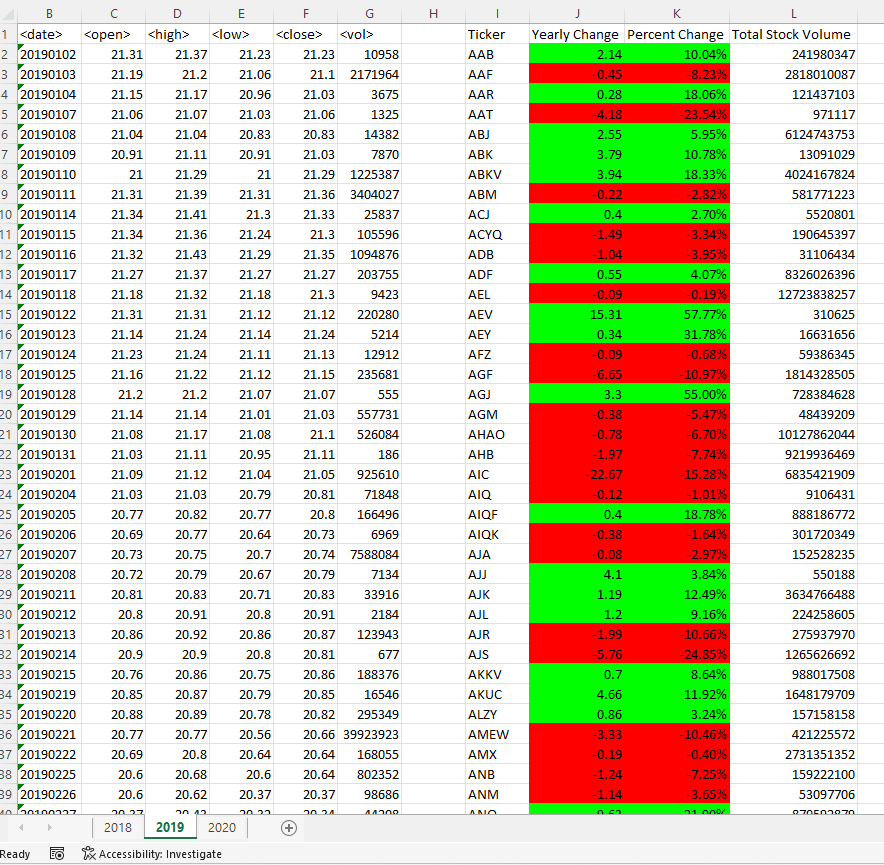 B C D E F G H I J K L
1 <date> <open> <high> <low> <close> <vol> Ticker Yearly Change Percent Change Total Stock Volume
2 20190102 21.31 21.37 21.23 21.23 10958 AAB 2.14 10.04% 241980347
3 20190103 21.19 21.2 21.06 21.1 2171964 AAF -0.45 -8.23% 2818010087
4 20190104 21.15 21.17 20.96 21.03 3675 AAR 0.28 18.06% 121437103
5 20190107 21.06 21.07 21.03 21.06 1325 AAT -4.18 -23.54% 971117
6 20190108 21.04 21.04 20.83 20.83 14382 ABJ 2.55 5.95% 6124743753
7 20190109 20.91 21.11 20.91 21.03 7870 ABK 3.79 10.78% 13091029
8 20190110 21 21.29 21 21.29 1225387 ABKV 3.94 18.33% 4024167824
9 20190111 21.31 21.39 21.31 21.36 3404027 ABM -0.22 -2.82% 581771223
10 20190114 21.34 21.41 21.3 21.33 25837 ACJ 0.4 2.70% 5520801
11 20190115 21.34 21.36 21.24 21.3 105596 ACYQ -1.49 -3.34% 190645397
12 20190116 21.32 21.43 21.29 21.35 1094876 ADB -1.04 -3.95% 31106434
13 20190117 21.27 21.37 21.27 21.27 203755 ADF 0.55 4.07% 8326026396
14 20190118 21.18 21.32 21.18 21.3 9423 AEL -0.09 -0.19% 12723838257
15 20190122 21.31 21.31 21.12 21.12 220280 AEV 15.31 57.77% 310625
16 20190123 21.14 21.24 21.14 21.24 5214 AEY 0.34 31.78% 16631656
17 20190124 21.23 21.24 21.11 21.13 12912 AFZ -0.09 -0.68% 59386345
18 20190125 21.16 21.22 21.12 21.15 235681 AGF -6.65 -10.97% 1814328505
19 20190128 21.2 21.2 21.07 21.07 555 AGJ 3.3 55.00% 728384628
20 20190129 21.14 21.14 21.01 21.03 557731 AGM -0.38 -5.47% 48439209
21 20190130 21.08 21.17 21.08 21.1 526084 AHAO -0.78 -6.70% 10127862044
22 20190131 21.03 21.11 20.95 21.11 186 AHB -1.97 -7.74% 9219936469
23 20190201 21.09 21.12 21.04 21.05 925610 AIC -22.67 -15.28% 6835421909
24 20190204 21.03 21.03 20.79 20.81 71848 AIQ -0.12 -1.01% 9106431
25 20190205 20.77 20.82 20.77 20.8 166496 AIQF 0.4 18.78% 888186772
26 20190206 20.69 20.77 20.64 20.73 6969 AIQK -0.38 -1.64% 301720349
27 20190207 20.73 20.75 20.7 20.74 7588084 AJA -0.08 -2.97% 152528235
28 20190208 20.72 20.79 20.67 20.79 7134 AJJ 4.1 3.84% 550188
29 20190211 20.81 20.83 20.71 20.83 33916 AJK 1.19 12.49% 3634766488
30 20190212 20.8 20.91 20.8 20.91 2184 AJL 1.2 9.16% 224258605
31 20190213 20.86 20.92 20.86 20.87 123943 AJR -1.99 -10.66% 275937970
32 20190214 20.9 20.9 20.8 20.81 677 AJS -5.76 -24.85% 1265626692
33 20190215 20.76 20.86 20.75 20.86 188376 AKKV 0.7 8.64% 988017508
34 20190219 20.85 20.87 20.79 20.85 16546 AKUC 4.66 11.92% 1648179709
35 20190220 20.88 20.89 20.78 20.82 295349 ALZY 0.86 3.24% 157158158
36 20190221 20.77 20.77 20.56 20.66 39923923 AMEW -3.33 -10.46% 421225572
37 20190222 20.69 20.8 20.64 20.64 168055 AMX -0.19 -0.40% 2731351352
38 20190225 20.6 20.68 20.6 20.64 802352 ANB -1.24 -7.25% 159222100
39 20190226 20.6 20.62 20.37 20.37 98686 ANM -1.14 -3.65% 53097706
2018 2019 2020
Ready Accessibility: Investigate